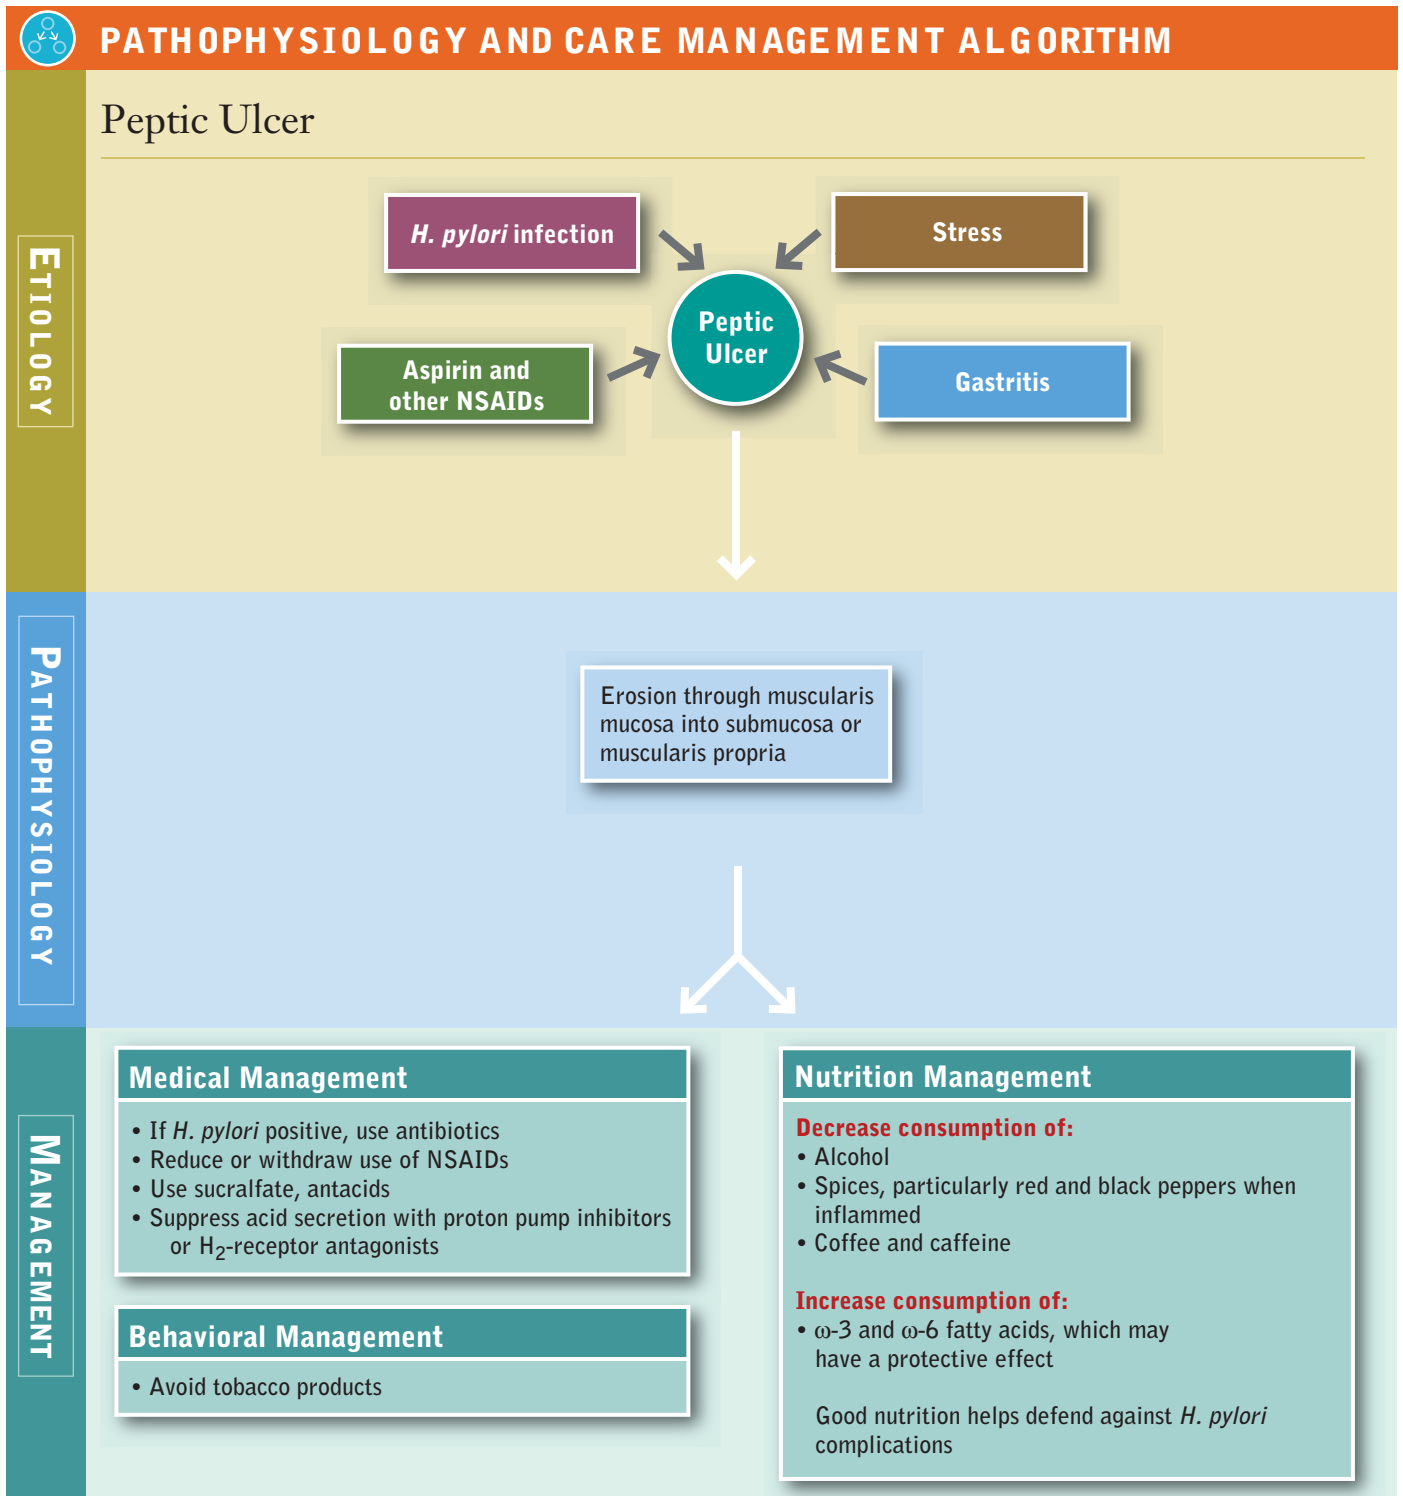 PATHOPHYSIOLOGY AND CARE MANAGEMENT ALGORITHM
Peptic Ulcer
ETIOLOGY
H. pylori infection
Stress
Peptic
Ulcer
Aspirin and
other NSAIDs
Gastritis
PATHOPHYSIOLOGY
Erosion through muscularis
mucosa into submucosa or
muscularis propria
MANAGEMENT
Medical Management
• If H. pylori positive, use antibiotics
• Reduce or withdraw use of NSAIDs
• Use sucralfate, antacids
• Suppress acid secretion with proton pump inhibitors
or H2-receptor antagonists
Behavioral Management
• Avoid tobacco products
Nutrition Management
Decrease consumption of:
• Alcohol
• Spices, particularly red and black peppers when
inflammed
• Coffee and caffeine
Increase consumption of:
• ω-3 and ω-6 fatty acids, which may
have a protective effect
Good nutrition helps defend against H. pylori
complications